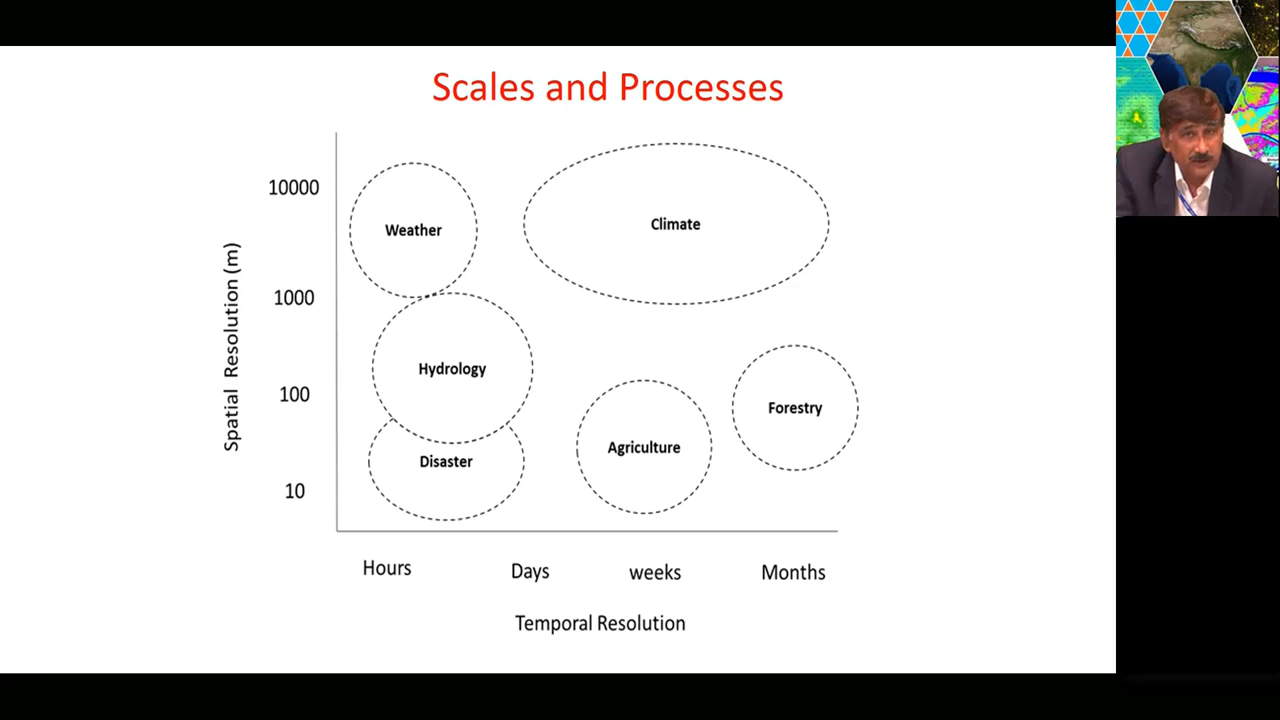 Scales and Processes
Spatial Resolution (m)
10000
1000
100
10
Weather
Climate
Hydrology
Forestry
Agriculture
Disaster
Hours
Days
weeks
Months
Temporal Resolution